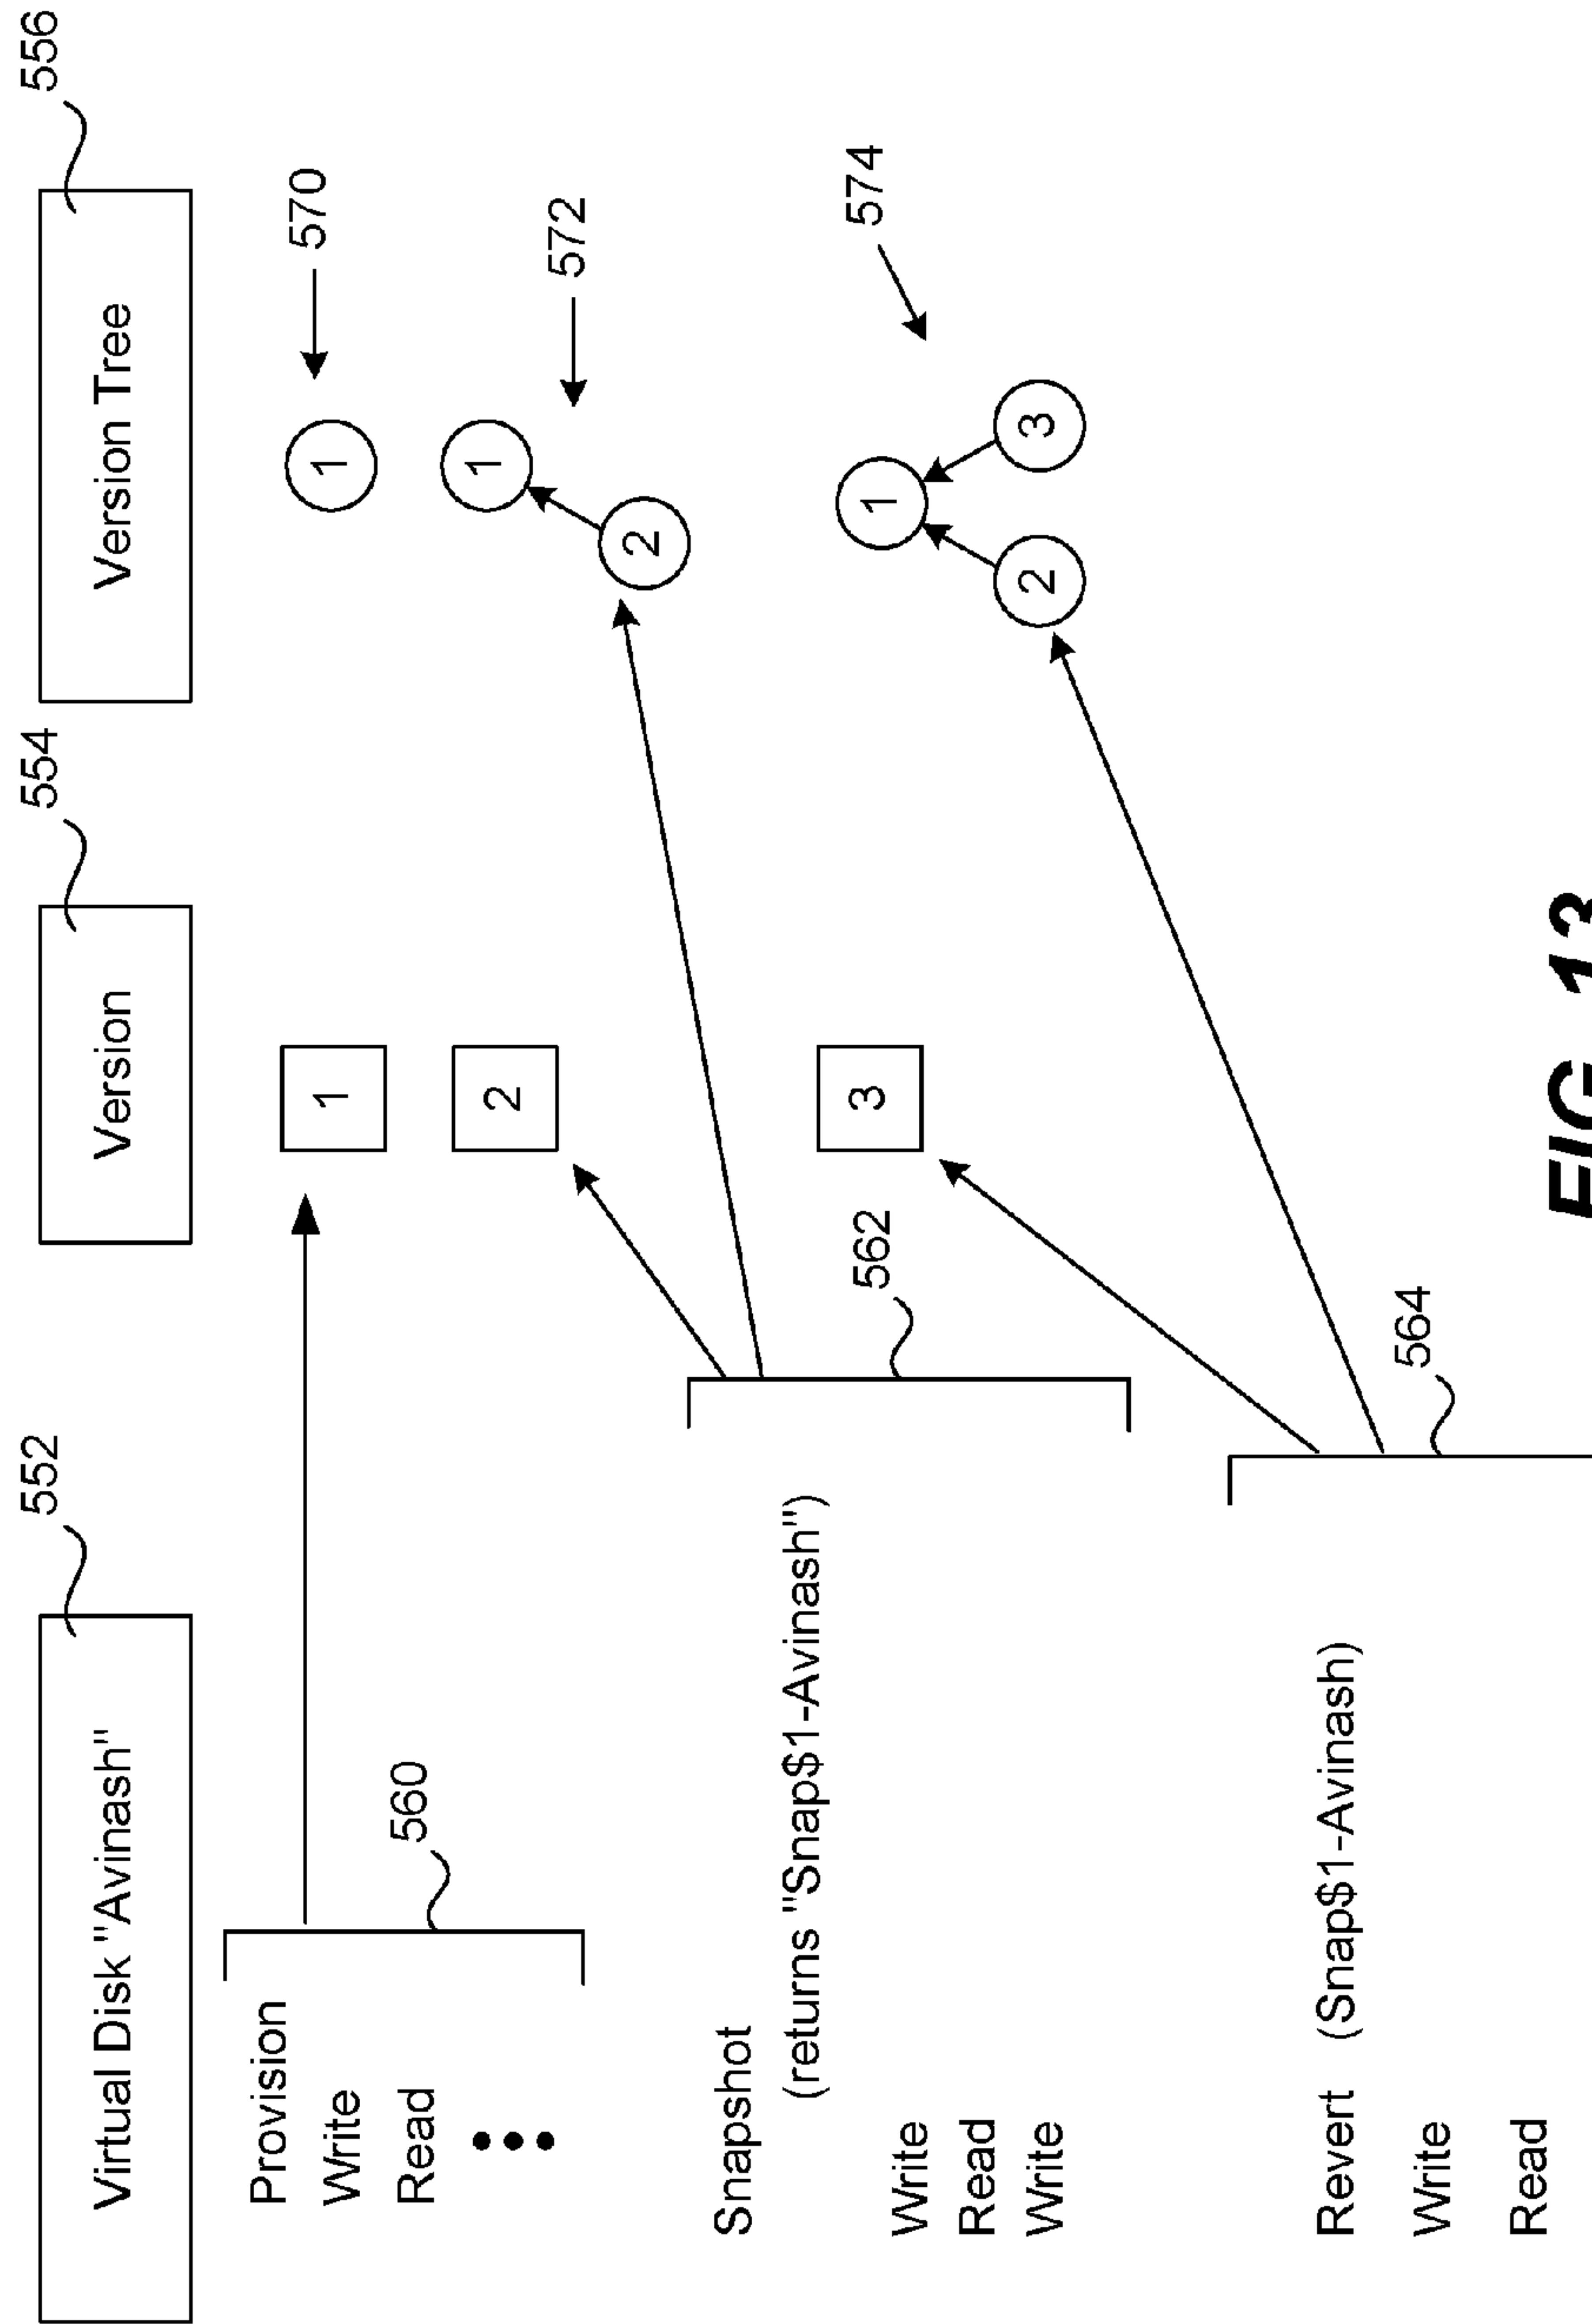 552
554
556
Virtual Disk "Avinash"
Version
Version Tree
Provision
Write
Read
560
1
1
570
2
1
2
572
Snapshot
(returns "Snap$1-Avinash")
Write
Read
Write
562
3
1
2
3
574
Revert (Snap$1-Avinash)
Write
Read
564
FIG. 13